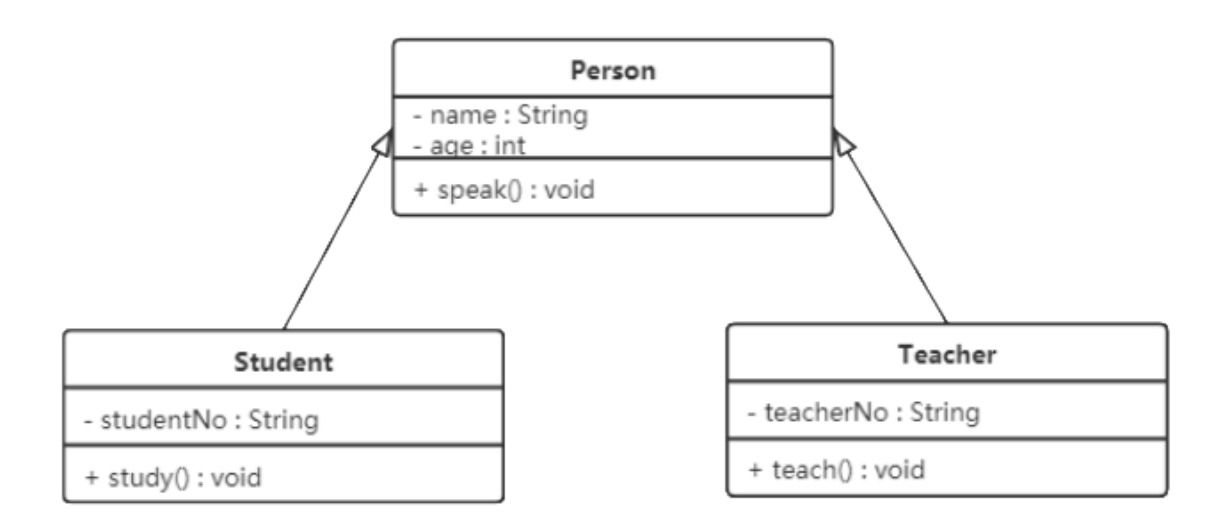 Person
- name : String
- age : int
+ speak() : void
Student
- studentNo : String
+ study() : void
Teacher
- teacherNo : String
+ teach() : void